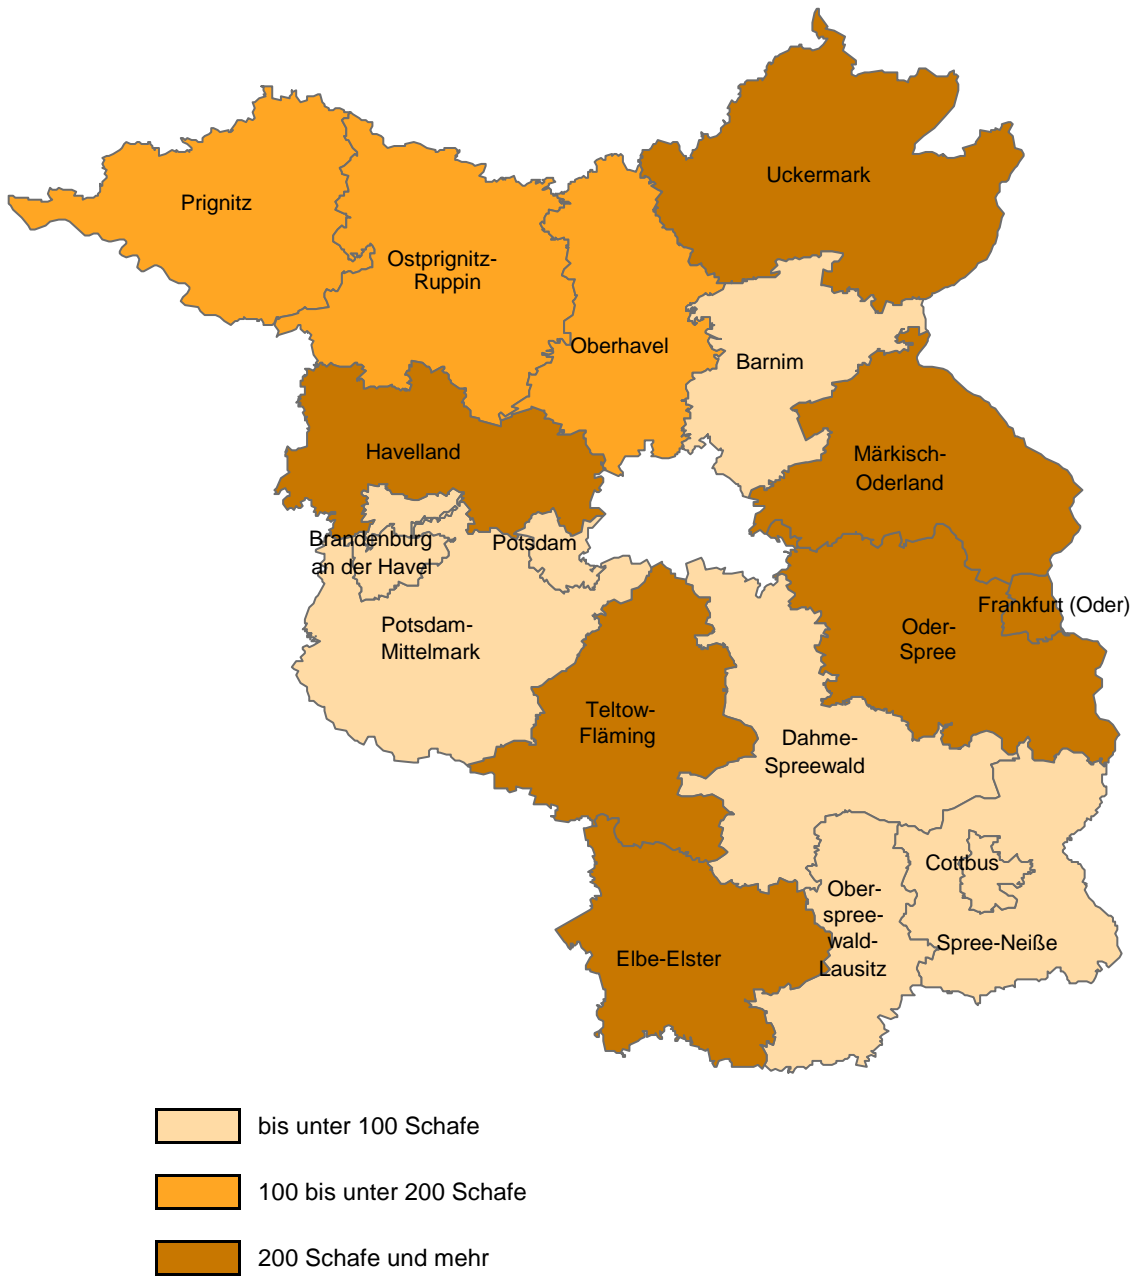 Uckermark
Prignitz
Ostprignitz-
Ruppin
Oberhavel
Barnim
Havelland
Märkisch-
Oderland
Brandenburg
an der Havel
Potsdam
Frankfurt (Oder)
Potsdam-
Mittelmark
Oder-
Spree
Teltow-
Fläming
Dahme-
Spreewald
Cottbus
Ober-
spree-
wald-
Lausitz
Spree-Neiße
Elbe-Elster
bis unter 100 Schafe
100 bis unter 200 Schafe
200 Schafe und mehr